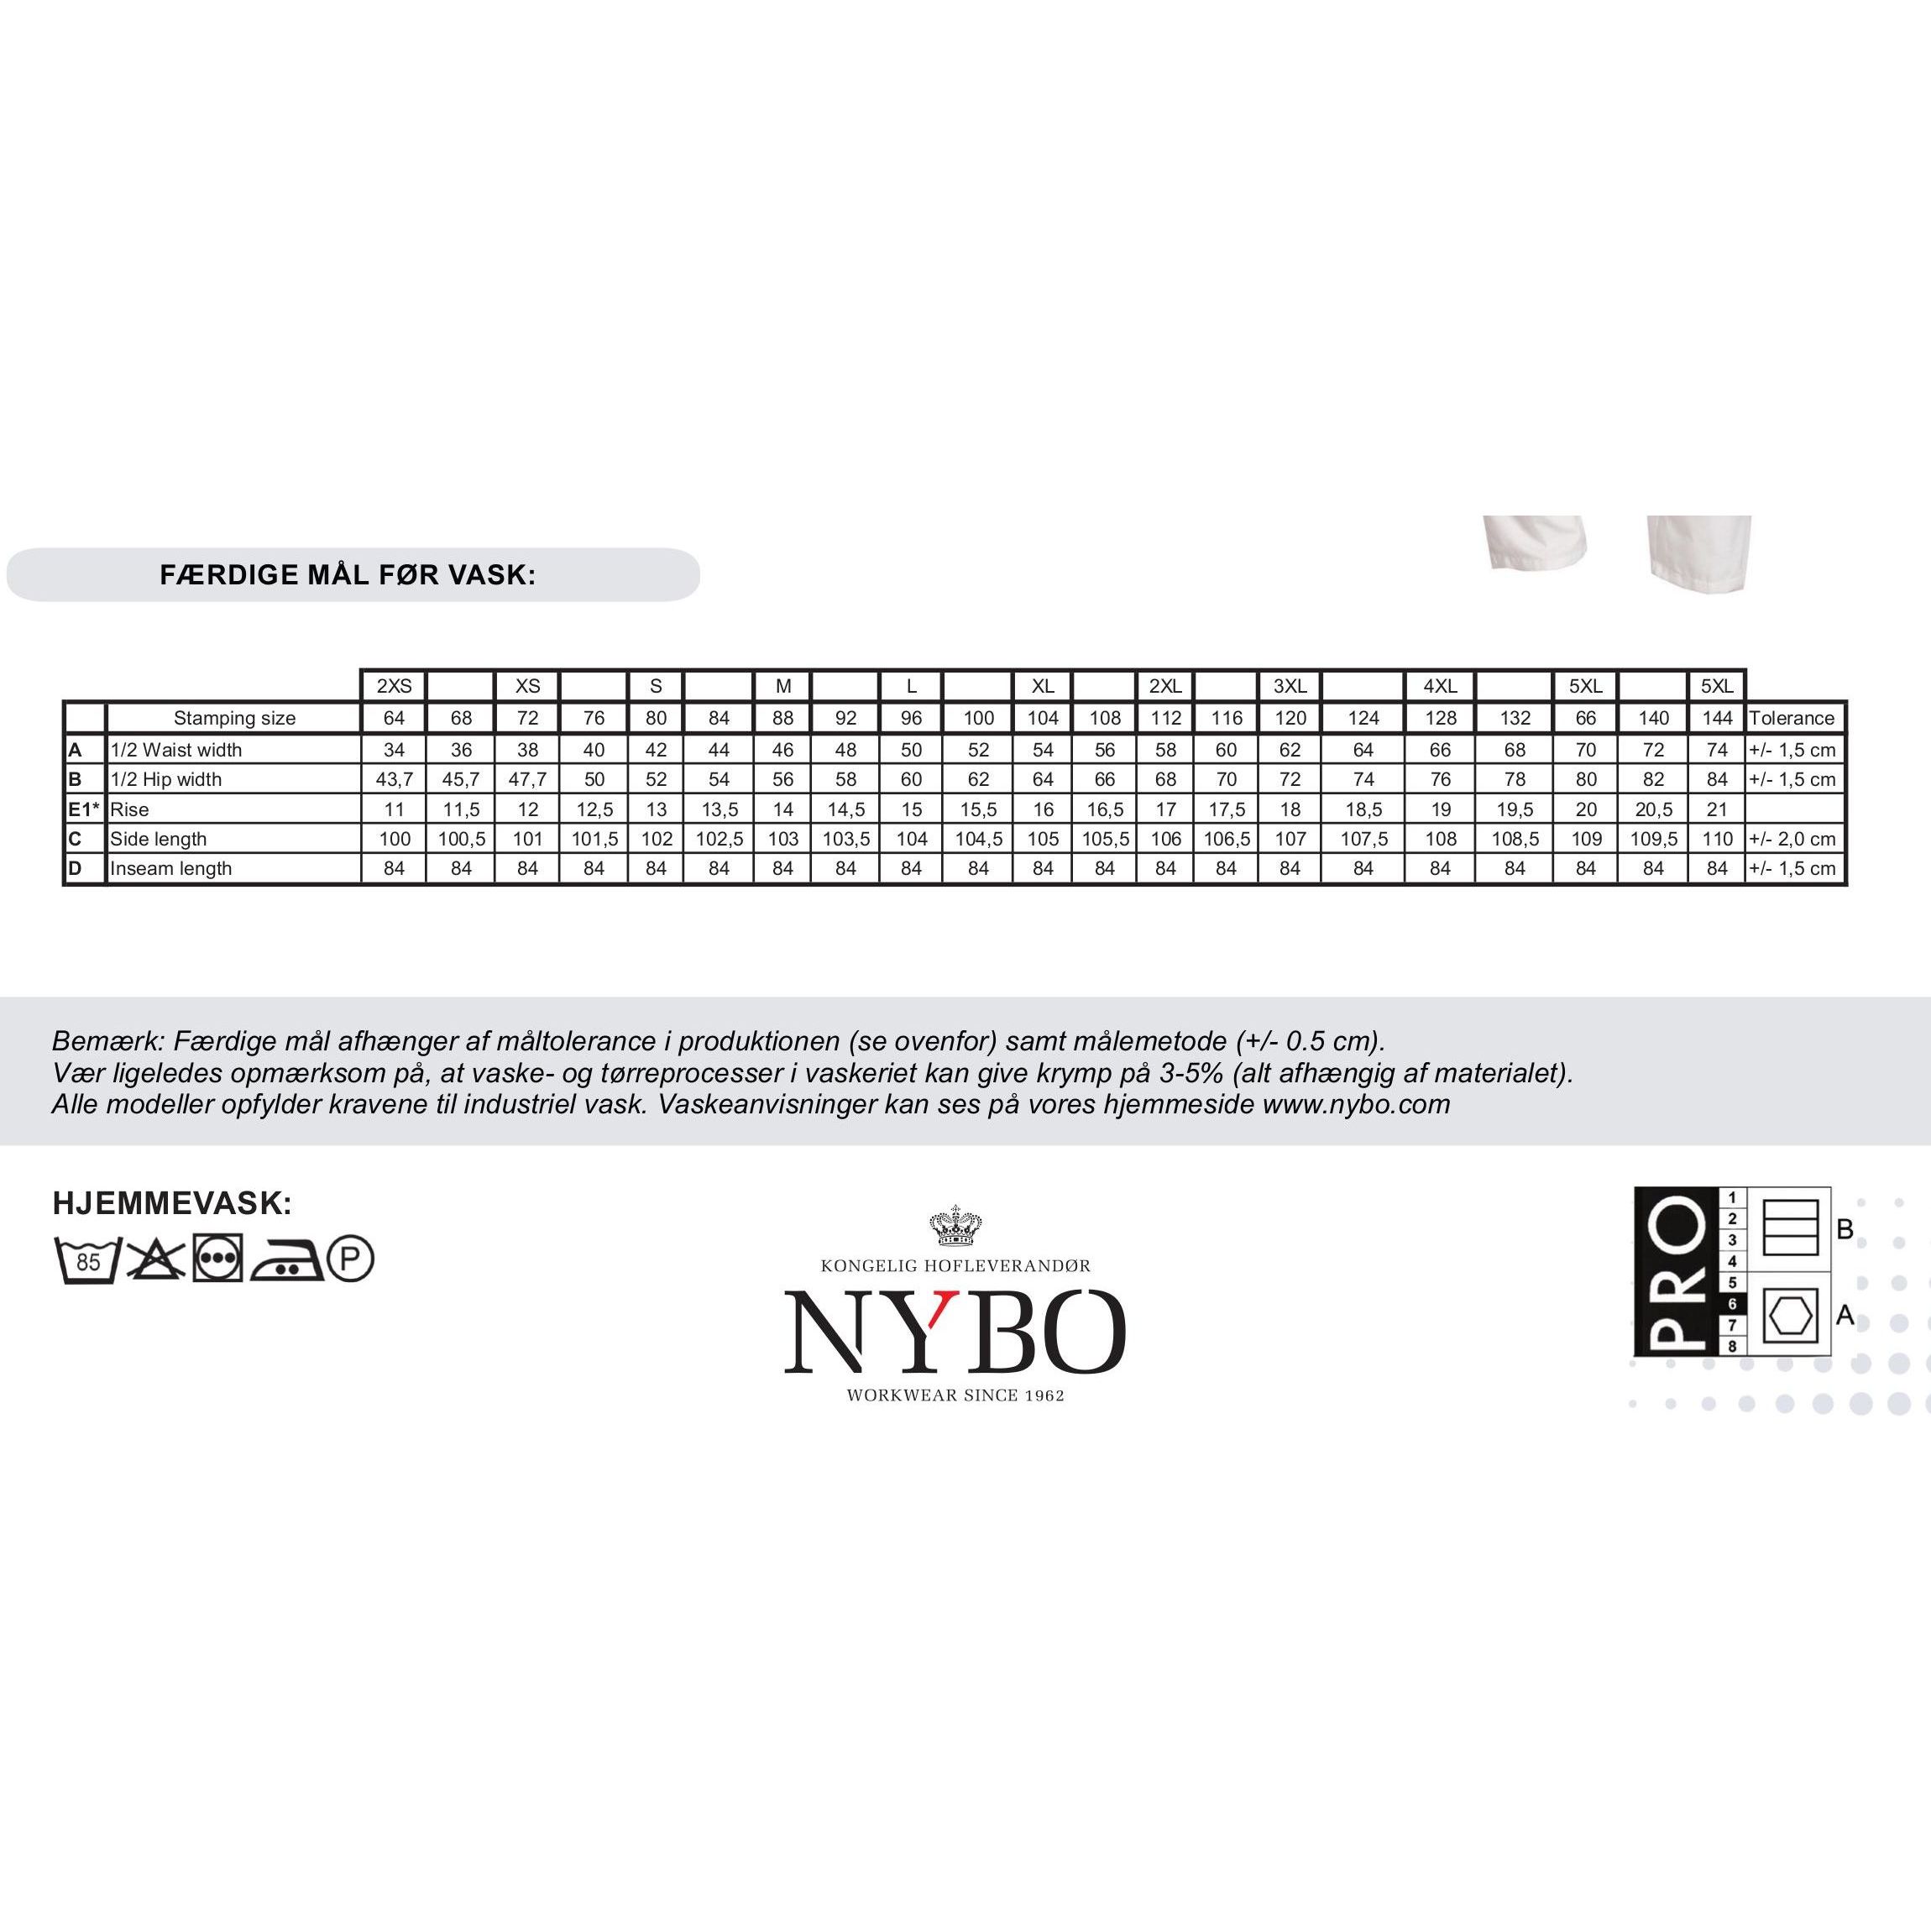 FÆRDIGE MÅL FØR VASK:
2XS XS S M L XL 2XL 3XL 4XL 5XL 5XL
Stamping size 64 68 72 76 80 84 88 92 96 100 104 108 112 116 120 124 128 132 66 140 144 Tolerance
A 1/2 Waist width 34 36 38 40 42 44 46 48 50 52 54 56 58 60 62 64 66 68 70 72 74 +/- 1,5 cm
B 1/2 Hip width 43,7 45,7 47,7 50 52 54 56 58 60 62 64 66 68 70 72 74 76 78 80 82 84 +/- 1,5 cm
E1* Rise 11 11,5 12 12,5 13 13,5 14 14,5 15 15,5 16 16,5 17 17,5 18 18,5 19 19,5 20 20,5 21
C Side length 100 100,5 101 101,5 102 102,5 103 103,5 104 104,5 105 105,5 106 106,5 107 107,5 108 108,5 109 109,5 110 +/- 2,0 cm
D Inseam length 84 84 84 84 84 84 84 84 84 84 84 84 84 84 84 84 84 84 84 84 84 +/- 1,5 cm
Bemærk: Færdige mål afhænger af måltolerance i produktionen (se ovenfor) samt målemetode (+/- 0.5 cm).
Vær ligeledes opmærksom på, at vaske- og tørreprocesser i vaskeriet kan give krymp på 3-5% (alt afhængig af materialet).
Alle modeller opfylder kravene til industriel vask. Vaskeanvisninger kan ses på vores hjemmeside www.nybo.com
HJEMMEVASK:
85 P
KONGELIG HOFLEVERANDØR
NYBO
WORKWEAR SINCE 1962
PRO
1
2
3
4
5
6
7
8
B
A